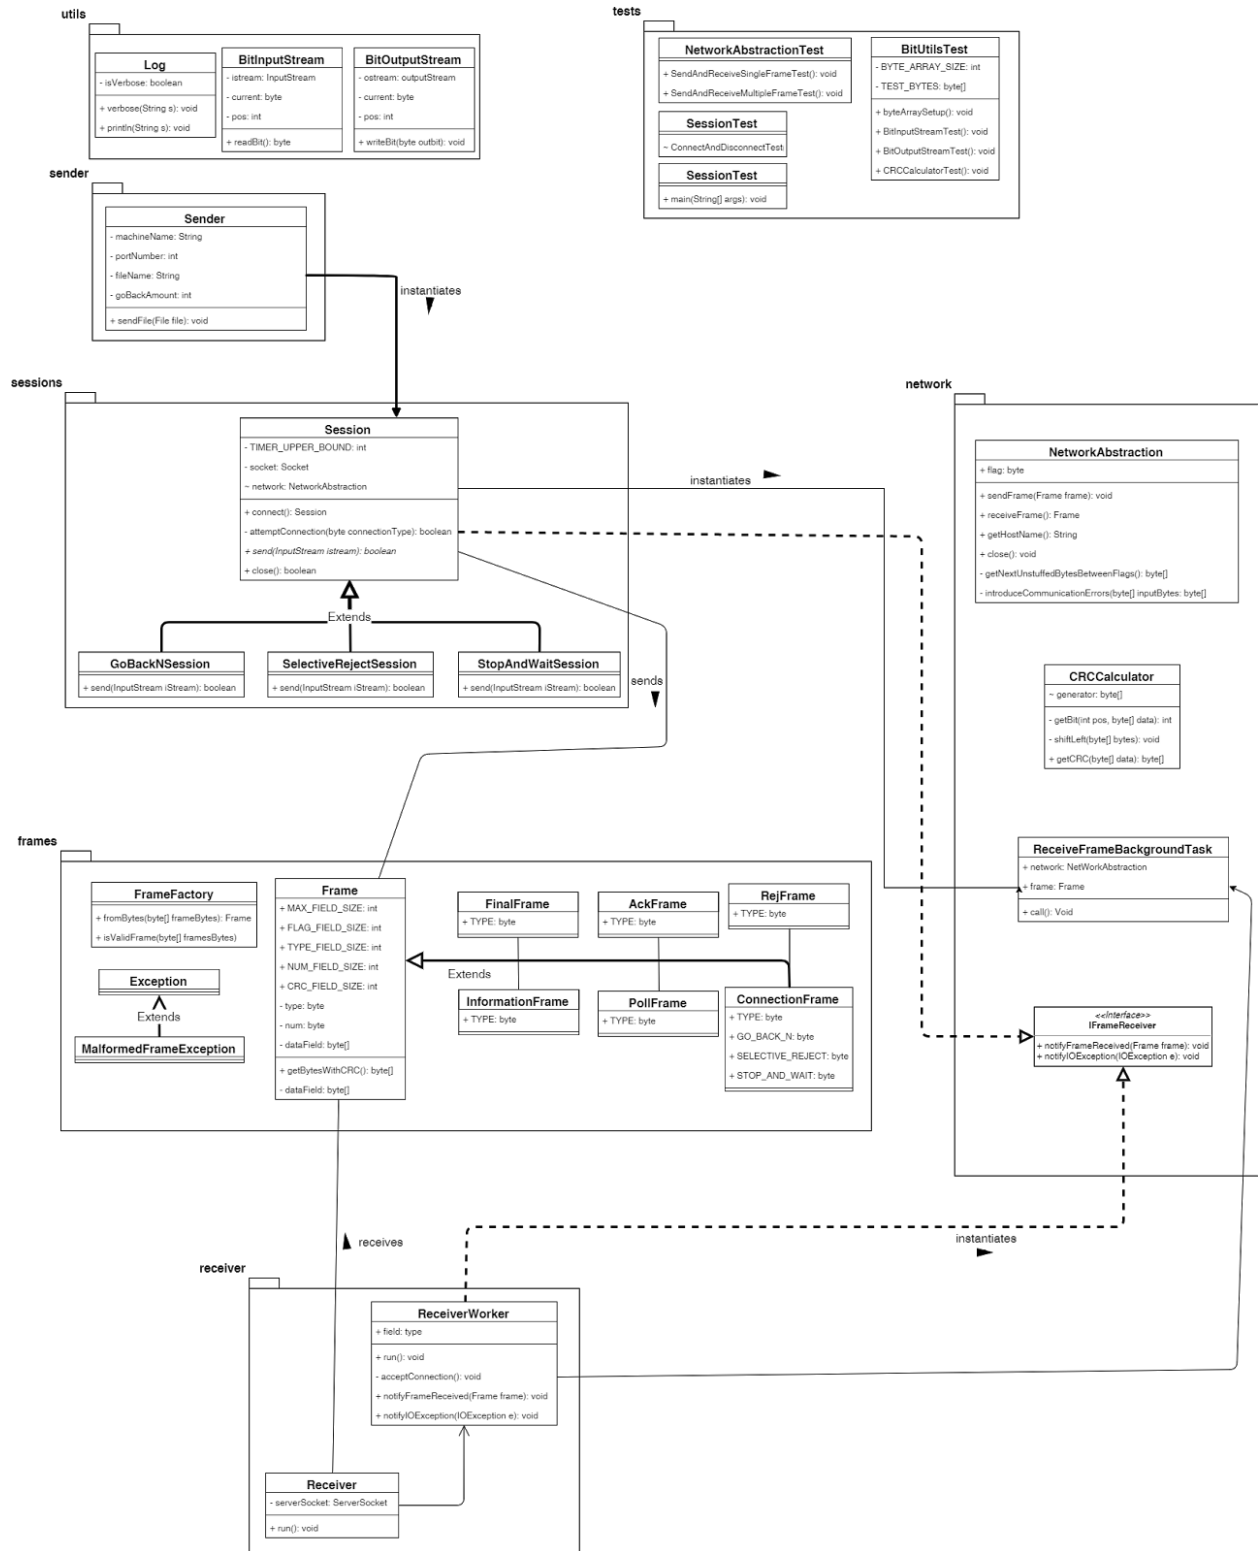 utils
Log
- isVerbose: boolean
+ verbose(String s): void
+ println(String s): void
BitInputStream
- istream: InputStream
- current: byte
- pos: int
+ readBit(): byte
BitOutputStream
- ostream: outputStream
- current: byte
- pos: int
+ writeBit(byte outbit): void
tests
NetworkAbstractionTest
+ SendAndReceiveSingleFrameTest(): void
+ SendAndReceiveMultipleFrameTest(): void
SessionTest
~ ConnectAndDisconnectTest
SessionTest
+ main(String[] args): void
BitUtilsTest
- BYTE_ARRAY_SIZE: int
- TEST_BYTES: byte[]
+ byteArraySetup(): void
+ BitInputStreamTest(): void
+ BitOutputStreamTest(): void
+ CRCCalculatorTest(): void
sender
Sender
- machineName: String
- portNumber: int
- fileName: String
- goBackAmount: int
+ sendFile(File file): void
instantiates
sessions
Session
- TIMER_UPPER_BOUND: int
- socket: Socket
~ network: NetworkAbstraction
+ connect(): Session
- attemptConnection(byte connectionType): boolean
+ send(InputStream istream): boolean
+ close(): boolean
Extends
GoBackNSession
+ send(InputStream iStream): boolean
SelectiveRejectSession
+ send(InputStream iStream): boolean
StopAndWaitSession
+ send(InputStream iStream): boolean
instantiates
sends
network
NetworkAbstraction
+ flag: byte
+ sendFrame(Frame frame): void
+ receiveFrame(): Frame
+ getHostName(): String
+ close(): void
- getNextUnstuffedBytesBetweenFlags(): byte[]
- introduceCommunicationErrors(byte[] inputBytes: byte[]
CRCCalculator
~ generator: byte[]
- getBit(int pos, byte[] data): int
- shiftLeft(byte[] bytes): void
+ getCRC(byte[] data): byte[]
ReceiveFrameBackgroundTask
+ network: NetWorkAbstraction
+ frame: Frame
+ call(): Void
<<Interface>>
IFrameReceiver
+ notifyFrameReceived(Frame frame): void
+ notifyIOException(IOException e): void
frames
FrameFactory
+ fromBytes(byte[] frameBytes): Frame
+ isValidFrame(byte[] framesBytes)
Exception
Extends
MalformedFrameException
Frame
+ MAX_FIELD_SIZE: int
+ FLAG_FIELD_SIZE: int
+ TYPE_FIELD_SIZE: int
+ NUM_FIELD_SIZE: int
+ CRC_FIELD_SIZE: int
- type: byte
- num: byte
- dataField: byte[]
+ getBytesWithCRC(): byte[]
- dataField: byte[]
FinalFrame
+ TYPE: byte
AckFrame
+ TYPE: byte
RejFrame
+ TYPE: byte
Extends
InformationFrame
+ TYPE: byte
PollFrame
+ TYPE: byte
ConnectionFrame
+ TYPE: byte
+ GO_BACK_N: byte
+ SELECTIVE_REJECT: byte
+ STOP_AND_WAIT: byte
receives
instantiates
receiver
ReceiverWorker
+ field: type
+ run(): void
- acceptConnection(): void
+ notifyFrameReceived(Frame frame): void
+ notifyIOException(IOException e): void
Receiver
- serverSocket: ServerSocket
+ run(): void